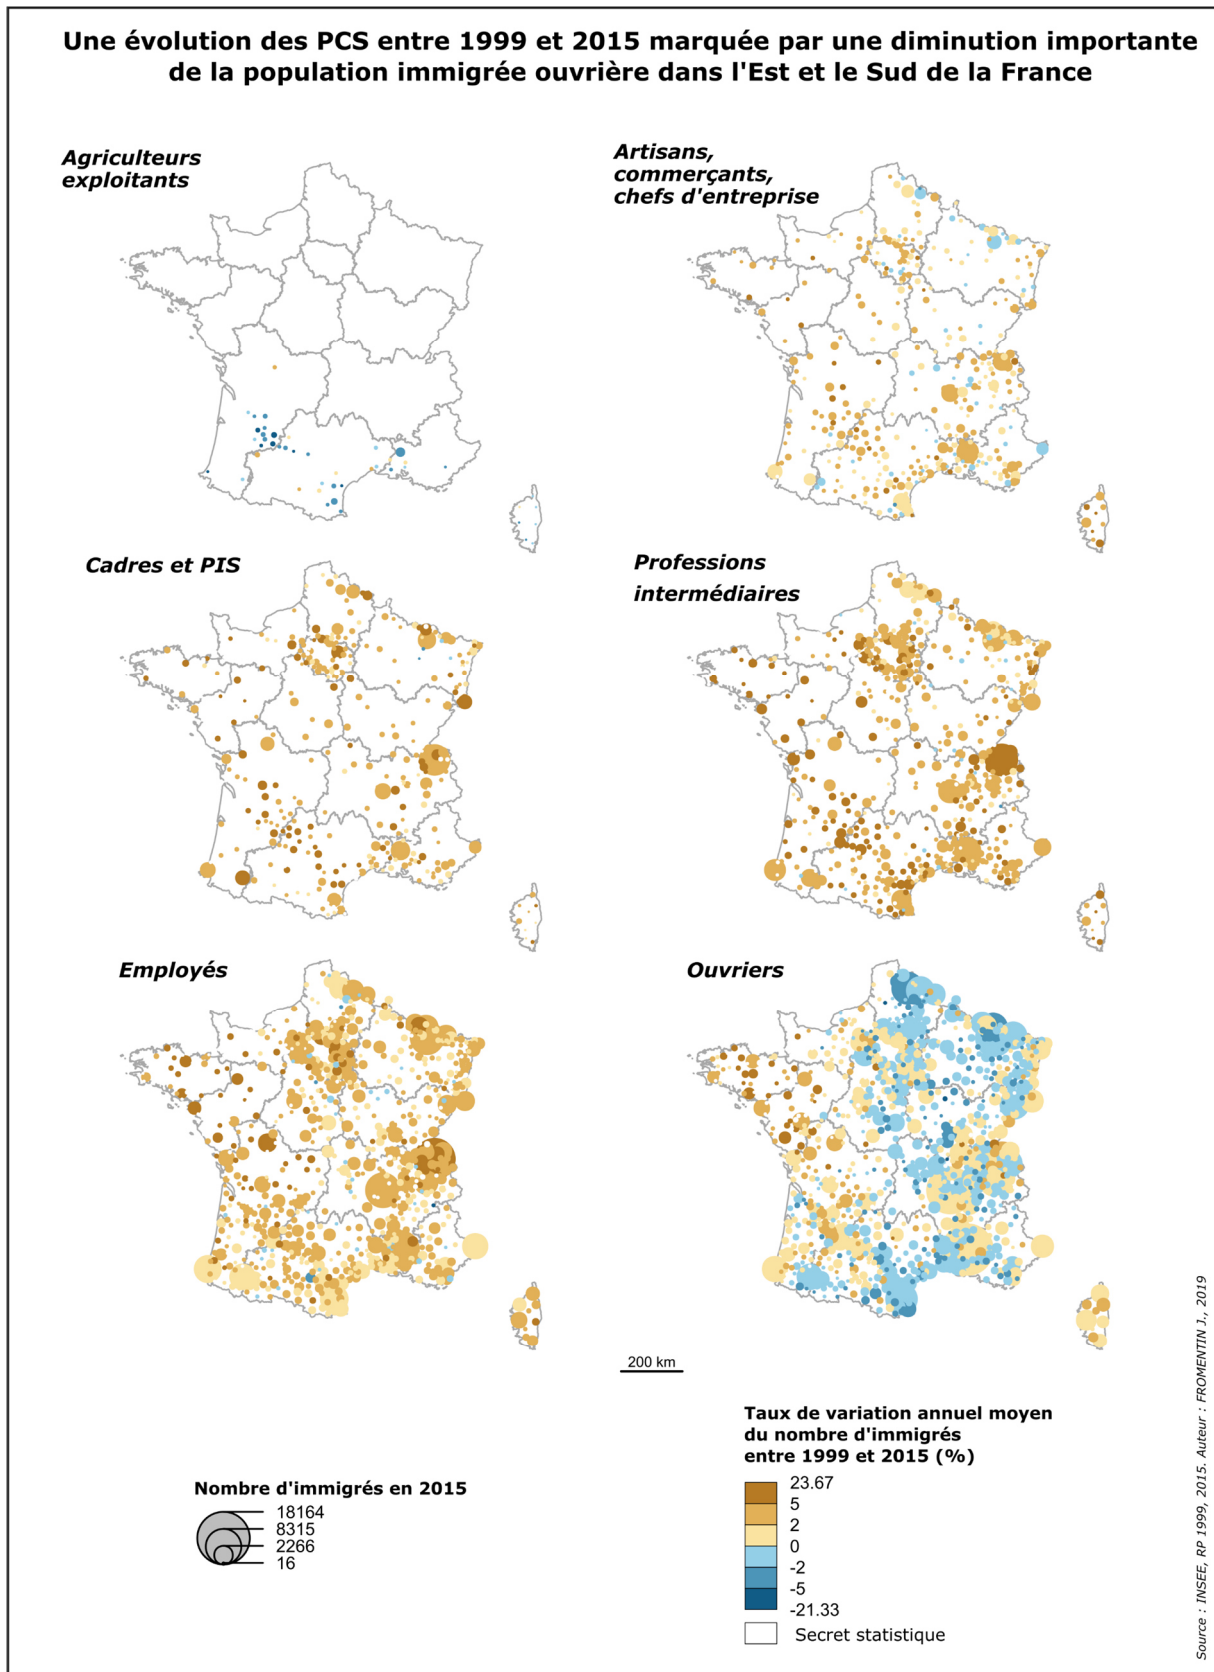 Une évolution des PCS entre 1999 et 2015 marquée par une diminution importante
de la population immigrée ouvrière dans l'Est et le Sud de la France
Agriculteurs
exploitants
Artisans,
commerçants,
chefs d'entreprise
Cadres et PIS
Professions
intermédiaires
Employés
Ouvriers
200 km
Nombre d'immigrés en 2015
18164
8315
2266
16
Taux de variation annuel moyen
du nombre d'immigrés
entre 1999 et 2015 (%)
23.67
5
2
0
-2
-5
-21.33
Secret statistique
Source : INSEE, RP 1999, 2015. Auteur : FROMENTIN J., 2019